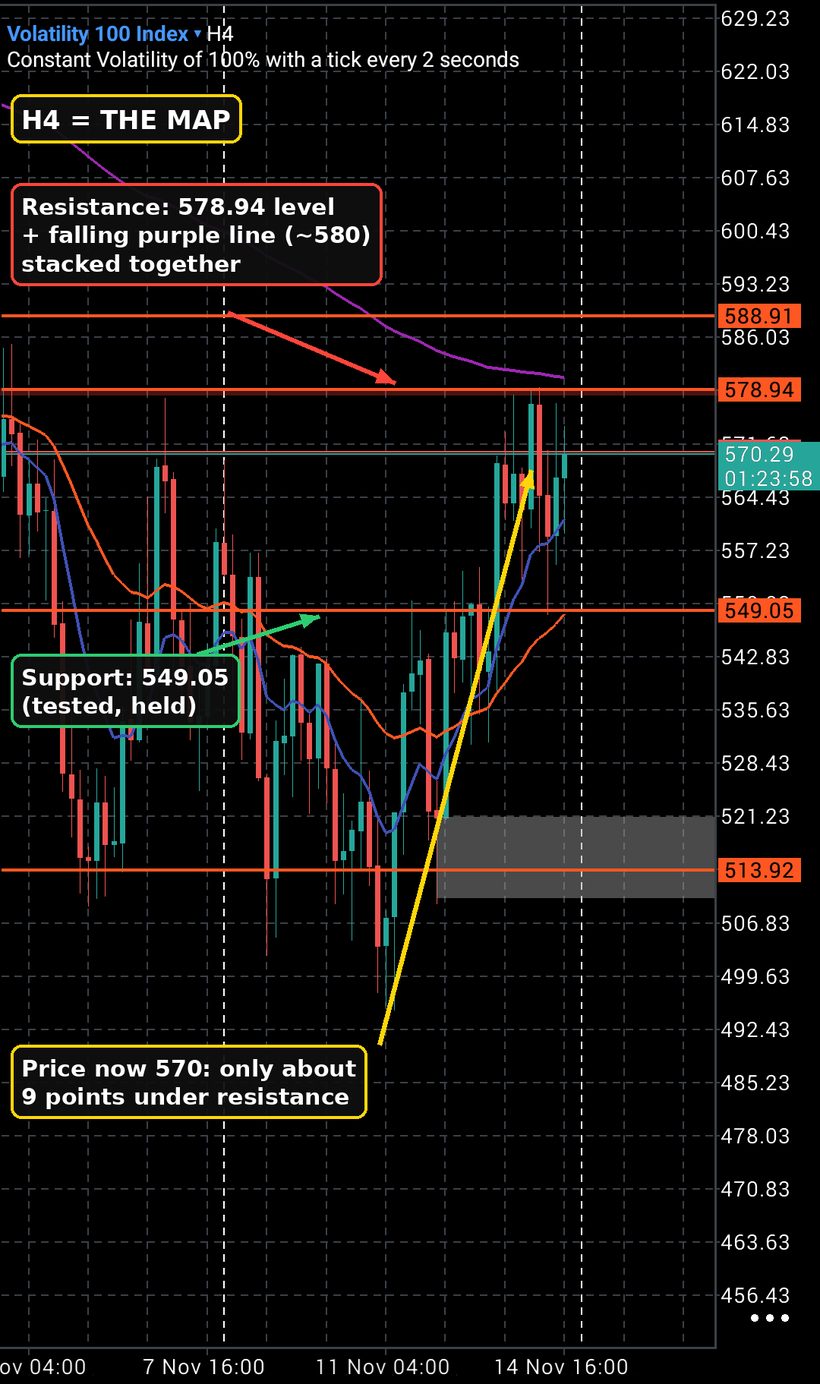 Volatility 100 Index ▾ H4
Constant Volatility of 100% with a tick every 2 seconds
H4 = THE MAP
Resistance: 578.94 level
+ falling purple line (~580)
stacked together
Support: 549.05
(tested, held)
Price now 570: only about
9 points under resistance
629.23
622.03
614.83
607.63
600.43
593.23
588.91
586.03
578.94
570.29
01:23:58
564.43
557.23
549.05
542.83
535.63
528.43
521.23
513.92
506.83
499.63
492.43
485.23
478.03
470.83
463.63
456.43
ov 04:00
7 Nov 16:00
11 Nov 04:00
14 Nov 16:00